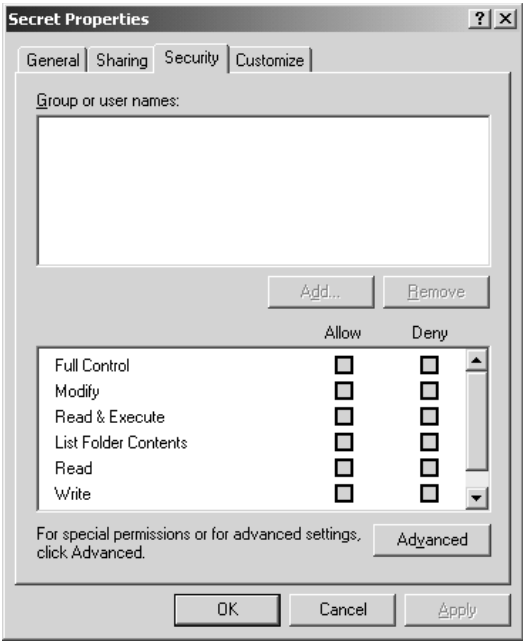 Secret Properties
General Sharing Security Customize
Group or user names:
Add... Remove
Allow Deny
Full Control
Modify
Read & Execute
List Folder Contents
Read
Write
For special permissions or for advanced settings, Advanced
click Advanced.
OK Cancel Apply